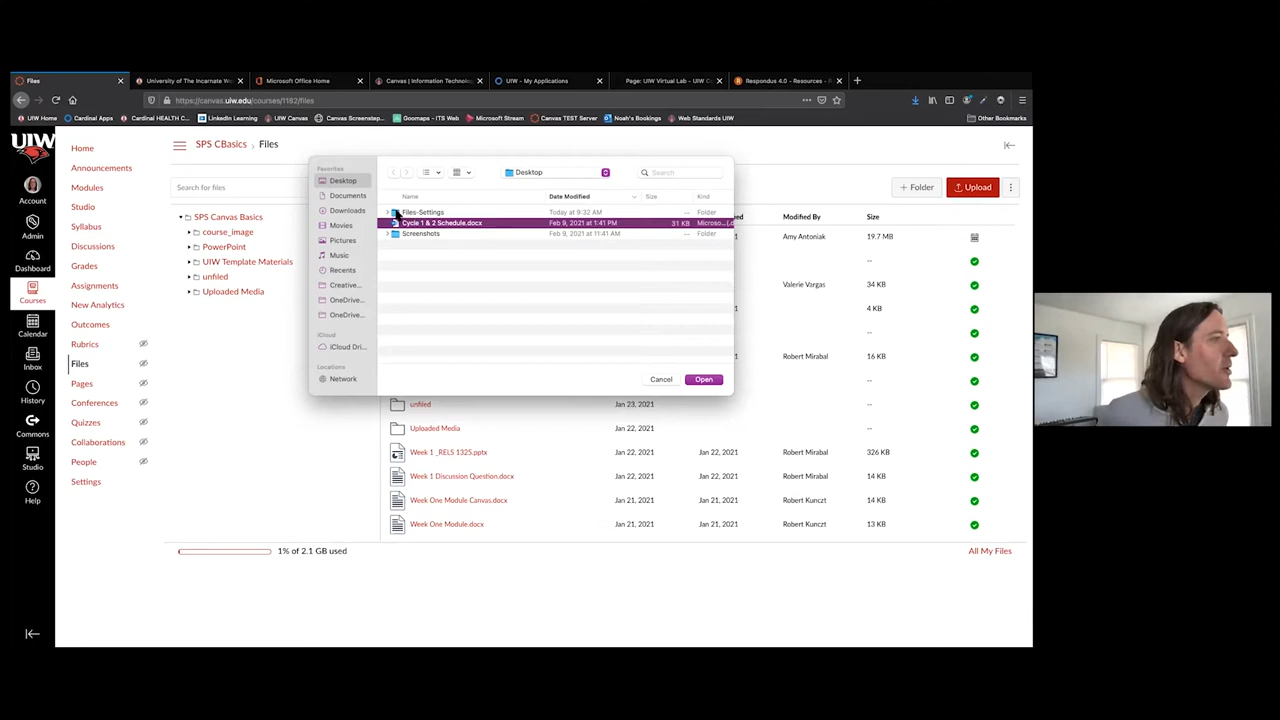 Files
University of The Incarnate Wo
Microsoft Office Home
Canvas | Information Technolog
UIW - My Applications
Page: UIW Virtual Lab - UIW C
Respondus 4.0 - Resources - R
https://canvas.uiw.edu/courses/1182/files
UIW Home
Cardinal Apps
Cardinal HEALTH C...
LinkedIn Learning
UIW Canvas
Canvas Screenstep...
Goomaps - ITS Web
Microsoft Stream
Canvas TEST Server
Noah's Bookings
Web Standards UIW
Other Bookmarks
UIW
Account
Admin
Dashboard
Courses
Calendar
Inbox
History
Commons
Studio
Help
Home
Announcements
Modules
Studio
Syllabus
Discussions
Grades
Assignments
New Analytics
Outcomes
Rubrics
Files
Pages
Conferences
Quizzes
Collaborations
People
Settings
SPS CBasics > Files
Search for files
+ Folder
Upload
SPS Canvas Basics
course_image
PowerPoint
UIW Template Materials
unfiled
Uploaded Media
Modified By
Size
Amy Antoniak 19.7 MB
--
Valerie Vargas 34 KB
4 KB
--
Robert Mirabal 16 KB
--
Favorites
Desktop
Documents
Downloads
Movies
Pictures
Music
Recents
Creative...
OneDrive...
OneDrive...
iCloud
iCloud Dri...
Locations
Network
Desktop
Search
Name Date Modified Size Kind
Files-Settings Today at 9:32 AM -- Folder
Cycle 1 & 2 Schedule.docx Feb 9, 2021 at 1:41 PM 31 KB Microso...(.d
Screenshots Feb 9, 2021 at 11:41 AM -- Folder
Cancel
Open
unfiled Jan 23, 2021 --
Uploaded Media Jan 22, 2021 --
Week 1 _RELS 1325.pptx Jan 22, 2021 Jan 22, 2021 Robert Mirabal 326 KB
Week 1 Discussion Question.docx Jan 22, 2021 Jan 22, 2021 Robert Mirabal 14 KB
Week One Module Canvas.docx Jan 21, 2021 Jan 21, 2021 Robert Kunczt 14 KB
Week One Module.docx Jan 21, 2021 Jan 21, 2021 Robert Kunczt 13 KB
1% of 2.1 GB used
All My Files